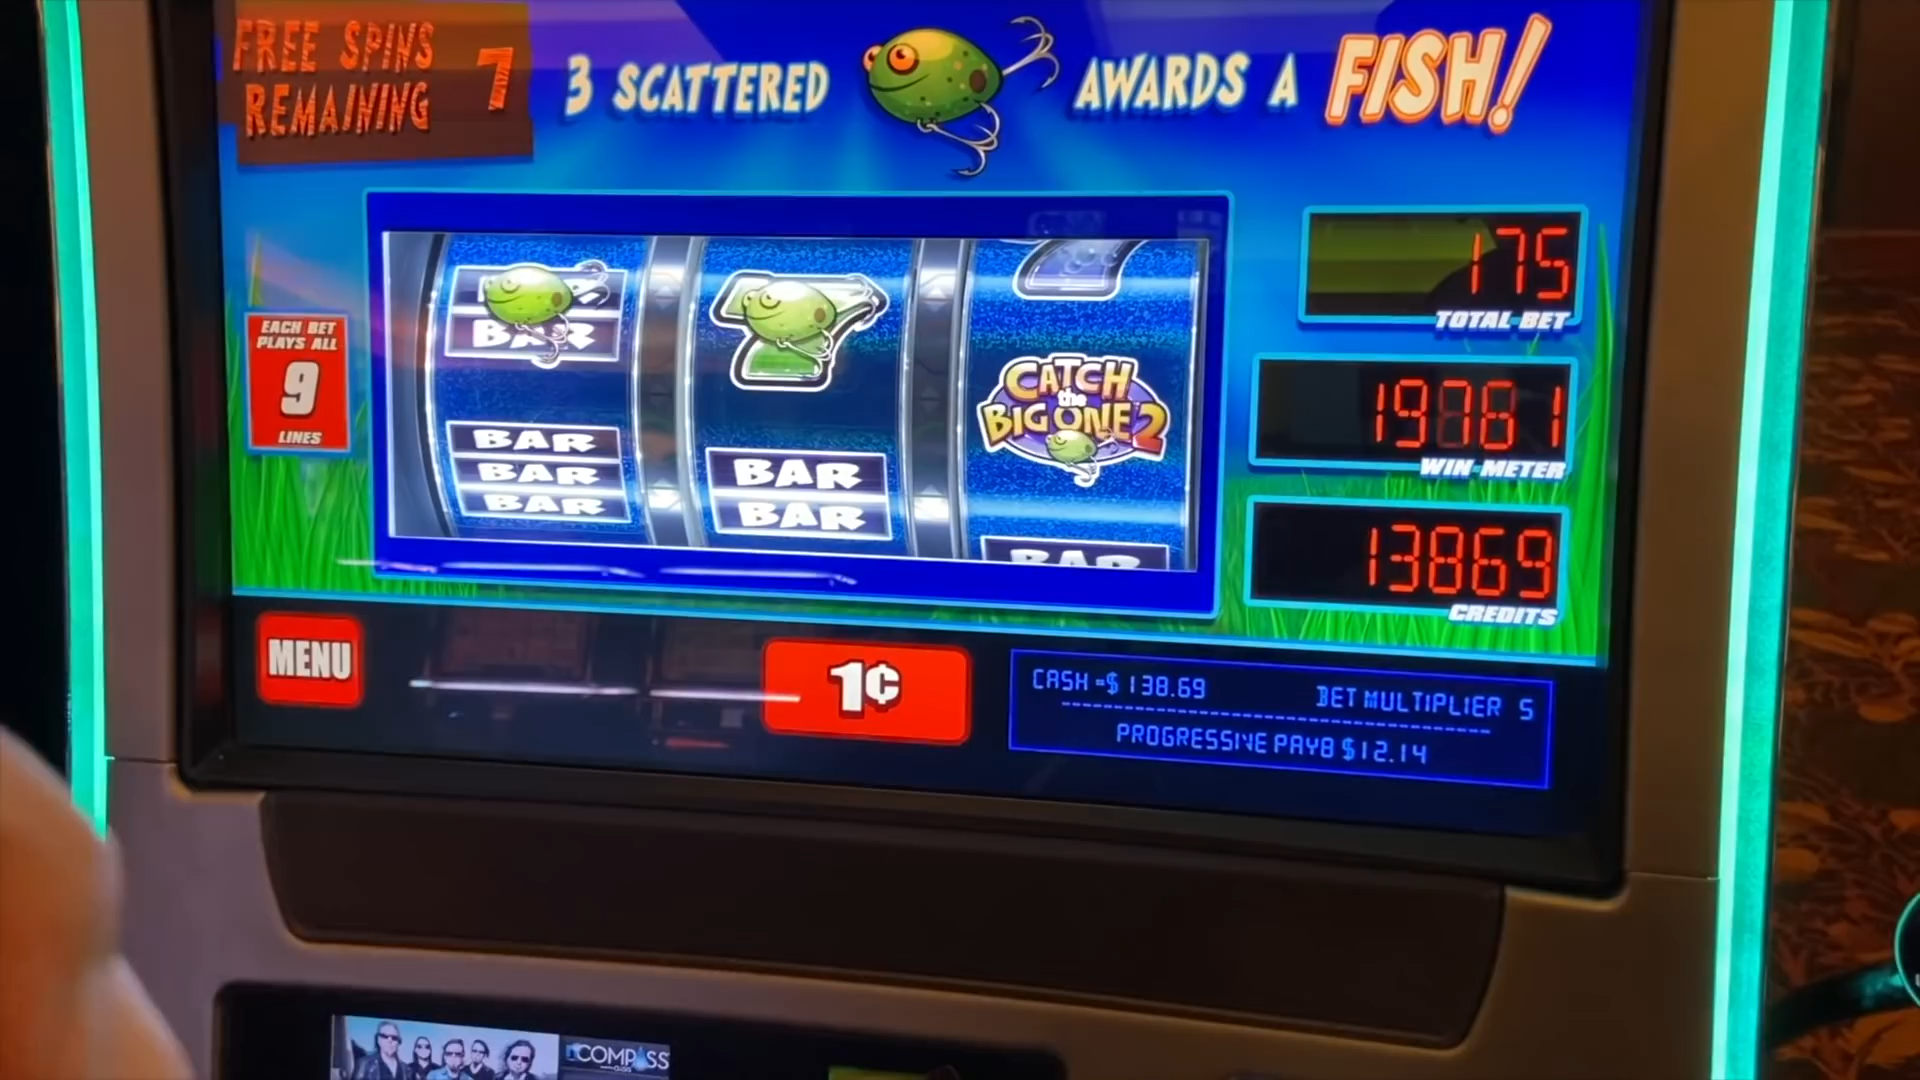 FREE SPINS
REMAINING 7
3 SCATTERED AWARDS A FISH!
EACH BET
PLAYS ALL
9
LINES
BAR
BAR
BAR
BAR
BAR
BAR
CATCH
the
BIG ONE 2
BAR
175
TOTAL BET
19761
WIN METER
13869
CREDITS
MENU
1¢
CASH =$ 138.69 BET MULTIPLIER 5
PROGRESSIVE PAYS $12.14
COMPASS